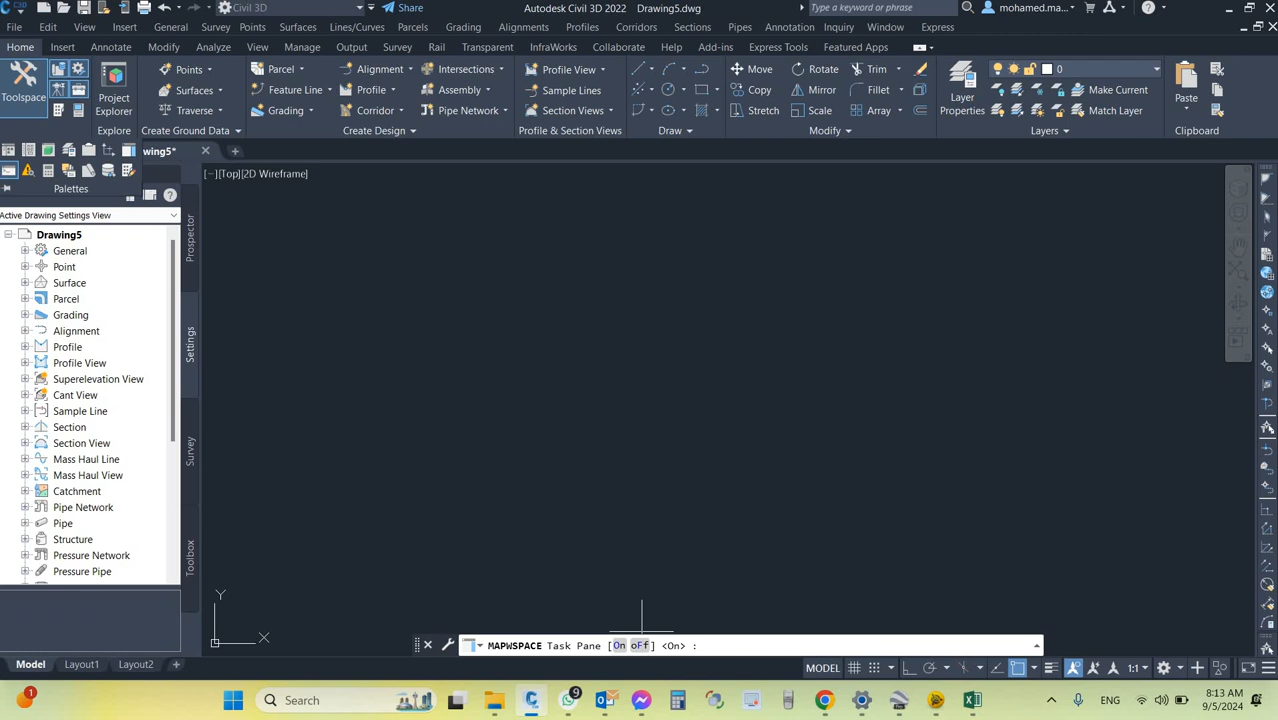 C3D Civil 3D Share Autodesk Civil 3D 2022 Drawing5.dwg Type a keyword or phrase mohamed.ma...
File Edit View Insert General Survey Points Surfaces Lines/Curves Parcels Grading Alignments Profiles Corridors Sections Pipes Annotation Inquiry Window Express
Home Insert Annotate Modify Analyze View Manage Output Survey Rail Transparent InfraWorks Collaborate Help Add-ins Express Tools Featured Apps
Points Parcel Alignment Intersections Profile View Move Rotate Trim 0
Toolspace Project Explorer Surfaces Feature Line Profile Assembly Sample Lines Copy Mirror Fillet Layer Properties Make Current Paste
Traverse Grading Corridor Pipe Network Section Views Stretch Scale Array Match Layer
Explore Create Ground Data Create Design Profile & Section Views Draw Modify Layers Clipboard
wing5*
[−][Top][2D Wireframe]
Palettes
Active Drawing Settings View
Drawing5
General
Point
Surface
Parcel
Grading
Alignment
Profile
Profile View
Superelevation View
Cant View
Sample Line
Section
Section View
Mass Haul Line
Mass Haul View
Catchment
Pipe Network
Pipe
Structure
Pressure Network
Pressure Pipe
Prospector
Settings
Survey
Toolbox
Y
X
MAPWSPACE Task Pane [On oFf] <On> :
Model Layout1 Layout2 MODEL 1:1
1 Search 9 ENG 8:13 AM
9/5/2024